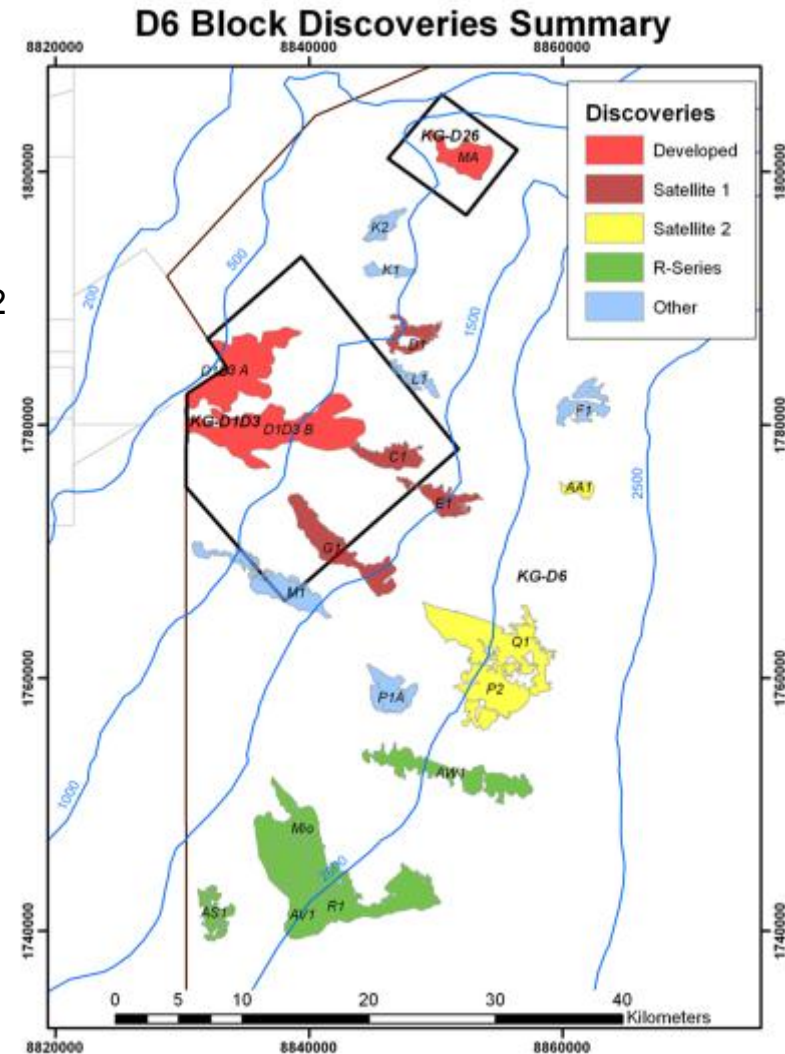 D6 Block Discoveries Summary
8820000 8840000 8860000
Discoveries
Developed
Satellite 1
Satellite 2
R-Series
Other
KG-D26
MA
1800000
1800000
K2
K1
500
200
2
1500
D1
L1
D1D3 A
F1
KG-D1D3
D1D3 B
1780000
1780000
C1
AA1
2500
G1
KG-D6
M1
Q1
P2
P1A
1760000
1760000
AW1
1000
Mio
AS1
AV1
R1
1740000
1740000
0 5 10 20 30 40
Kilometers
8820000 8840000 8860000